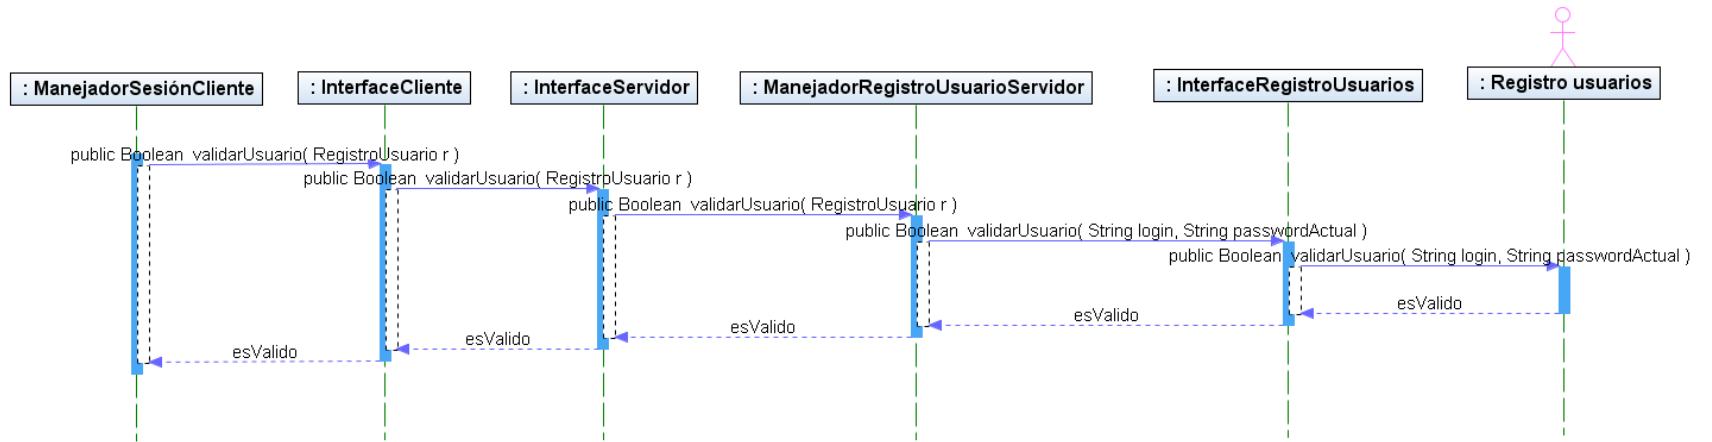 : ManejadorSesiónCliente
: InterfaceCliente
: InterfaceServidor
: ManejadorRegistroUsuarioServidor
: InterfaceRegistroUsuarios
: Registro usuarios
public Boolean validarUsuario( RegistroUsuario r )
public Boolean validarUsuario( RegistroUsuario r )
public Boolean validarUsuario( RegistroUsuario r )
public Boolean validarUsuario( String login, String passwordActual )
public Boolean validarUsuario( String login, String passwordActual )
esValido
esValido
esValido
esValido
esValido